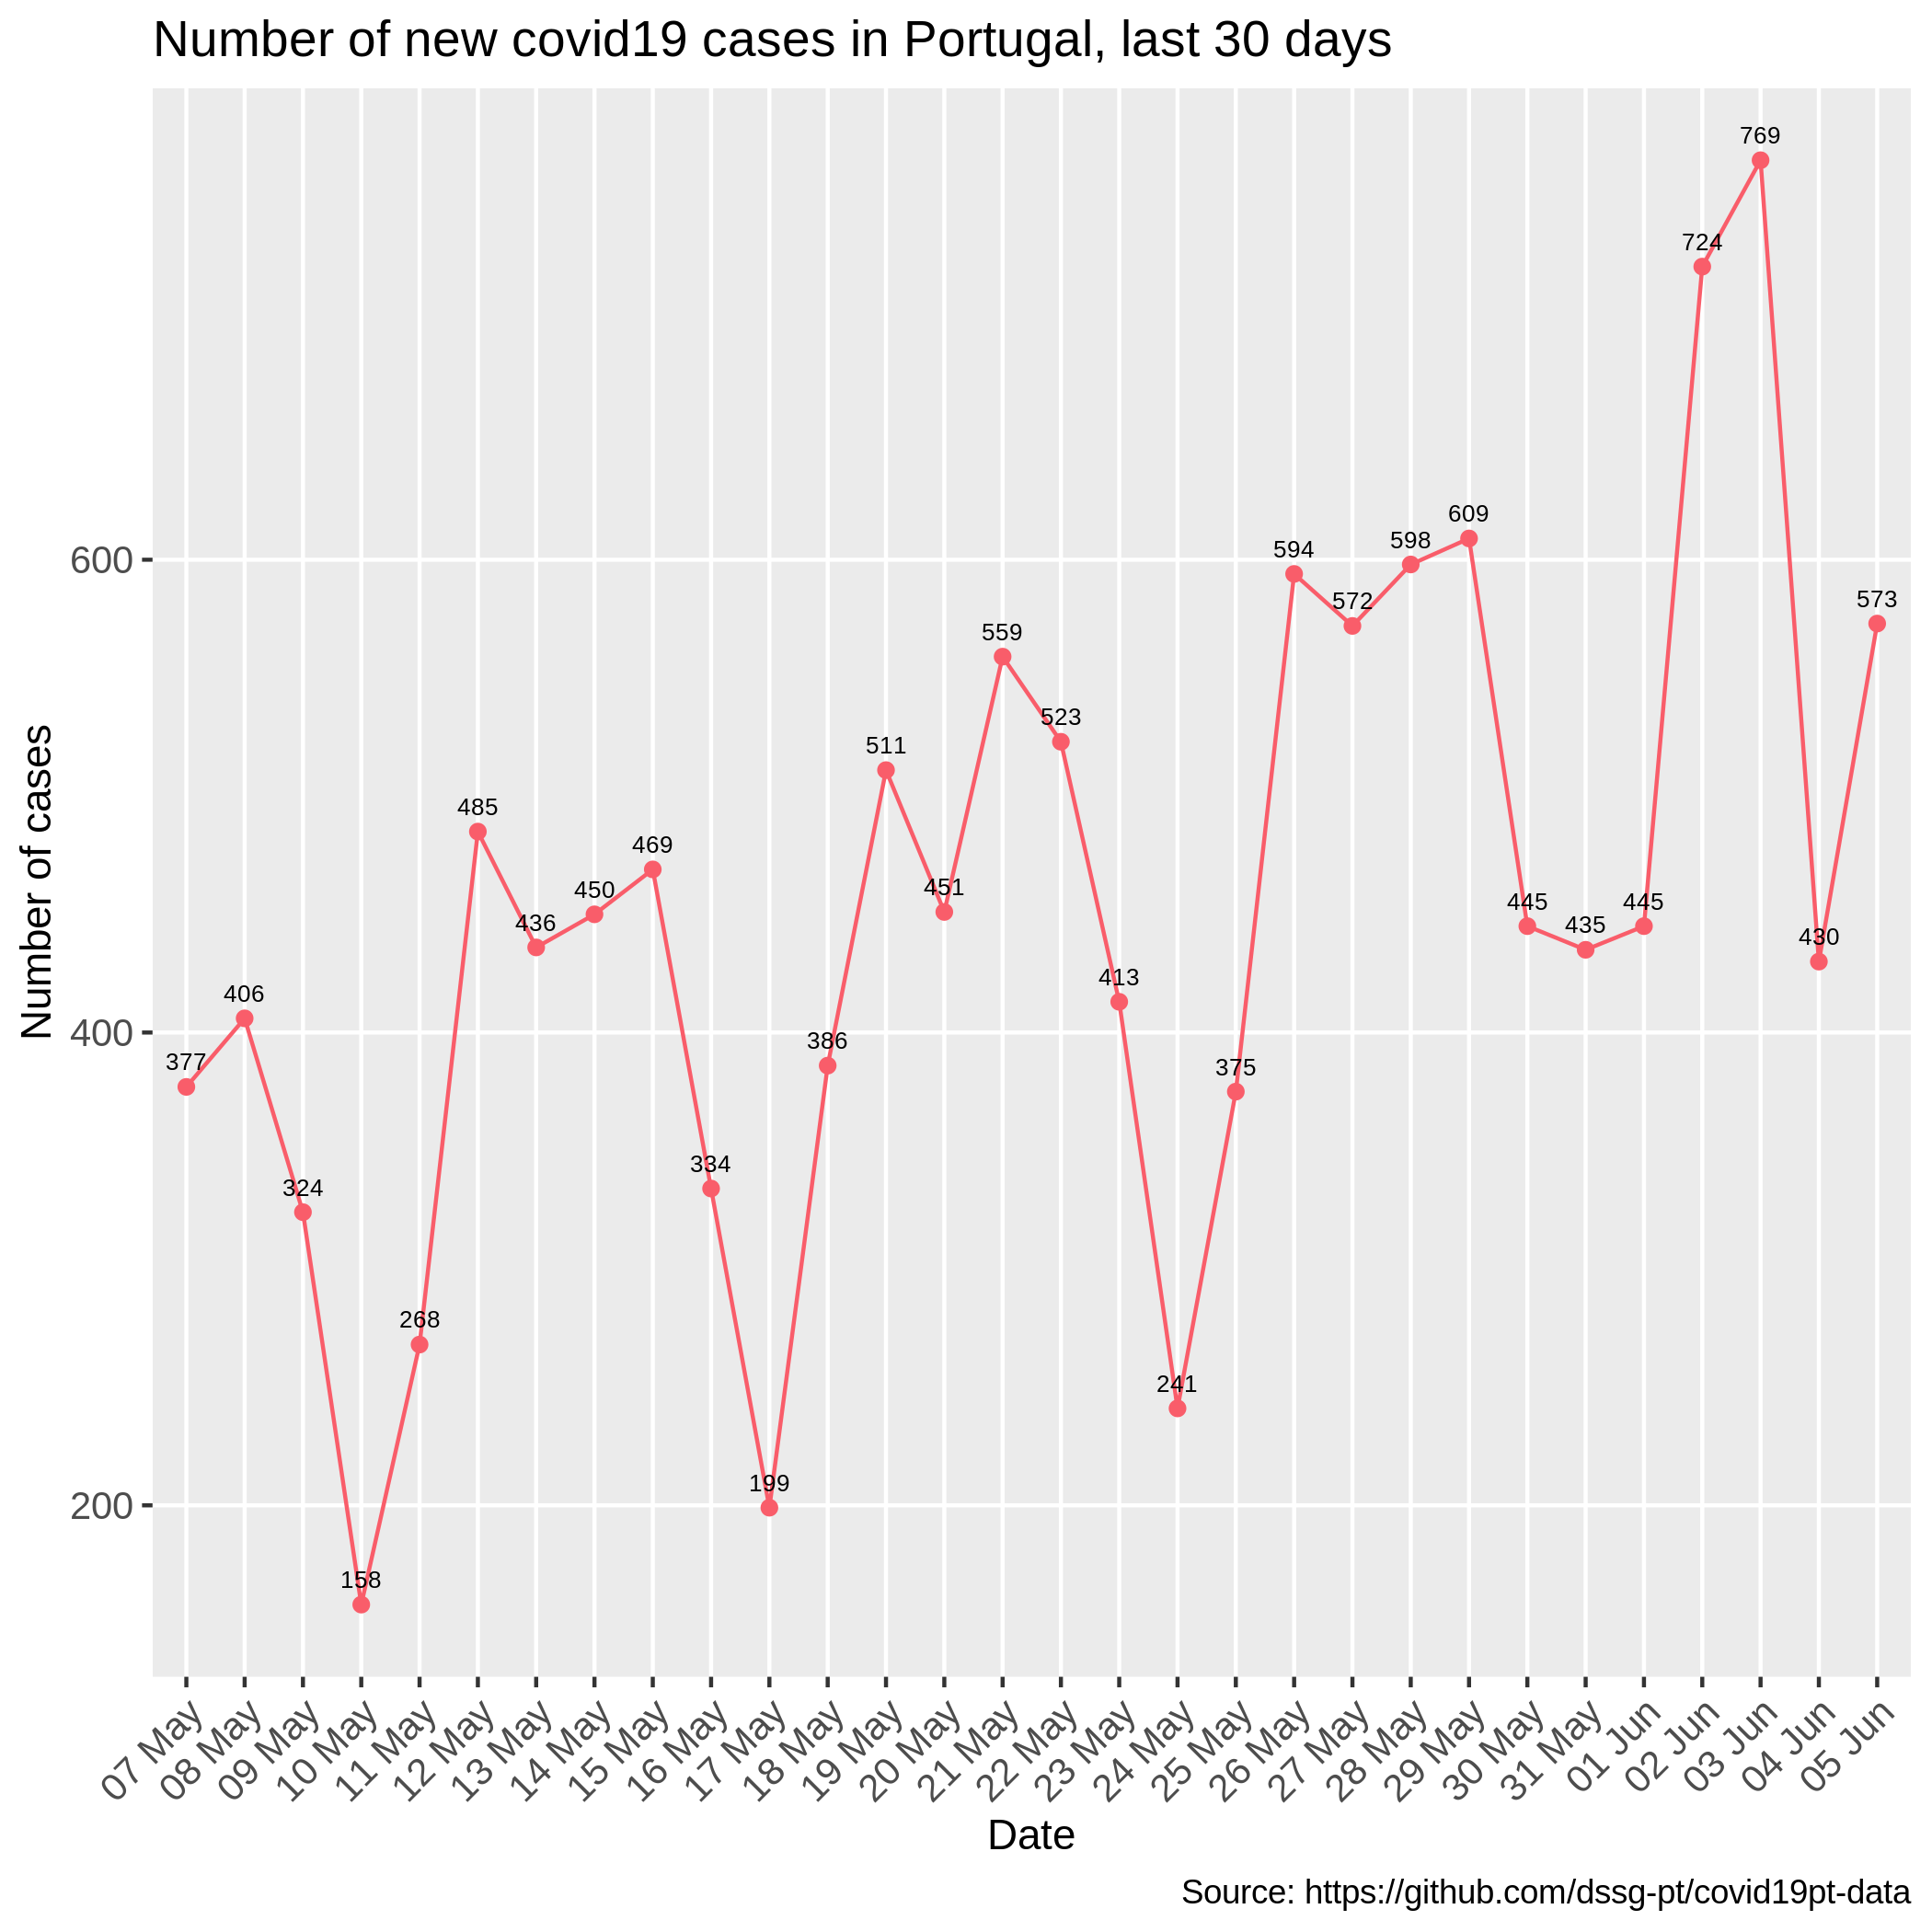 Number of new covid19 cases in Portugal, last 30 days
769
724
609
598
594
600
573
572
559
523
511
485
469
451
450
445
445
436
435
430
Number of cases
413
406
400
386
377
375
334
324
268
241
199
200
158
07 May
08 May
09 May
10 May
11 May
12 May
13 May
14 May
15 May
16 May
17 May
18 May
19 May
20 May
21 May
22 May
23 May
24 May
25 May
26 May
27 May
28 May
29 May
30 May
31 May
01 Jun
02 Jun
03 Jun
04 Jun
05 Jun
Date
Source: https://github.com/dssg-pt/covid19pt-data